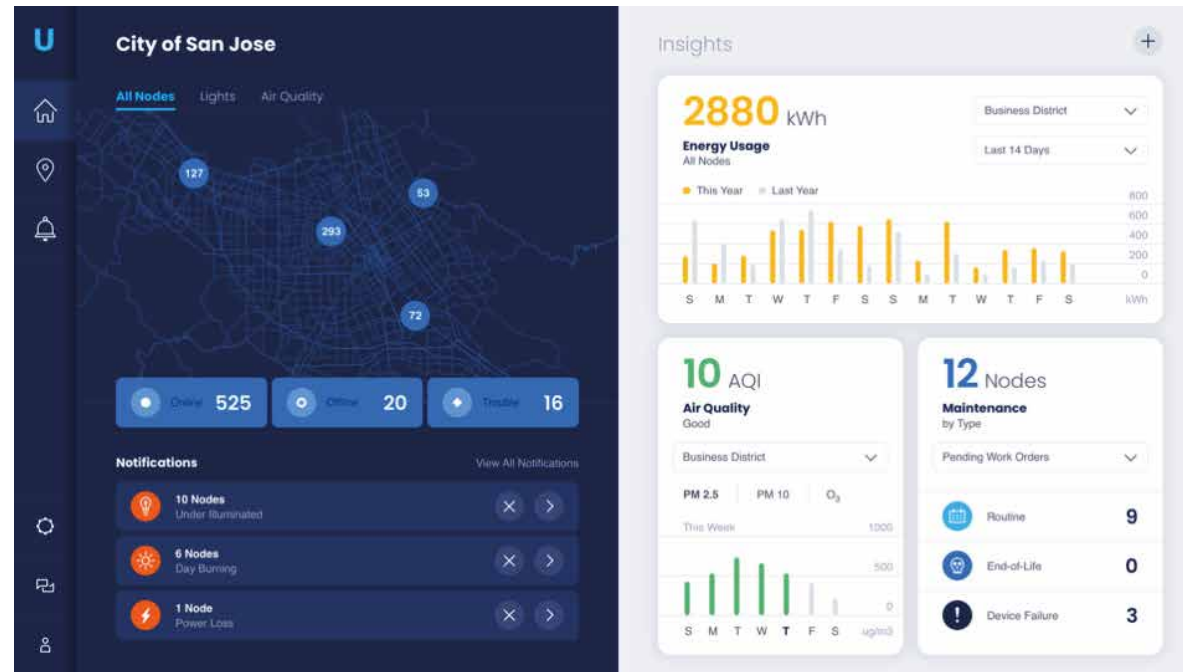 U
City of San Jose
All Nodes Lights Air Quality
127
53
293
72
Online 525
Offline 20
Trouble 16
Notifications View All Notifications
10 Nodes
Under Illuminated
6 Nodes
Day Burning
1 Node
Power Loss
Insights
2880 kWh
Business District
Energy Usage
All Nodes
Last 14 Days
This Year Last Year
800
600
400
200
0
S M T W T F S S M T W T F S kWh
10 AQI
Air Quality
Good
Business District
PM 2.5 PM 10 O₃
This Week 1000
500
0
S M T W T F S ug/m3
12 Nodes
Maintenance
by Type
Pending Work Orders
Routine 9
End-of-Life 0
Device Failure 3